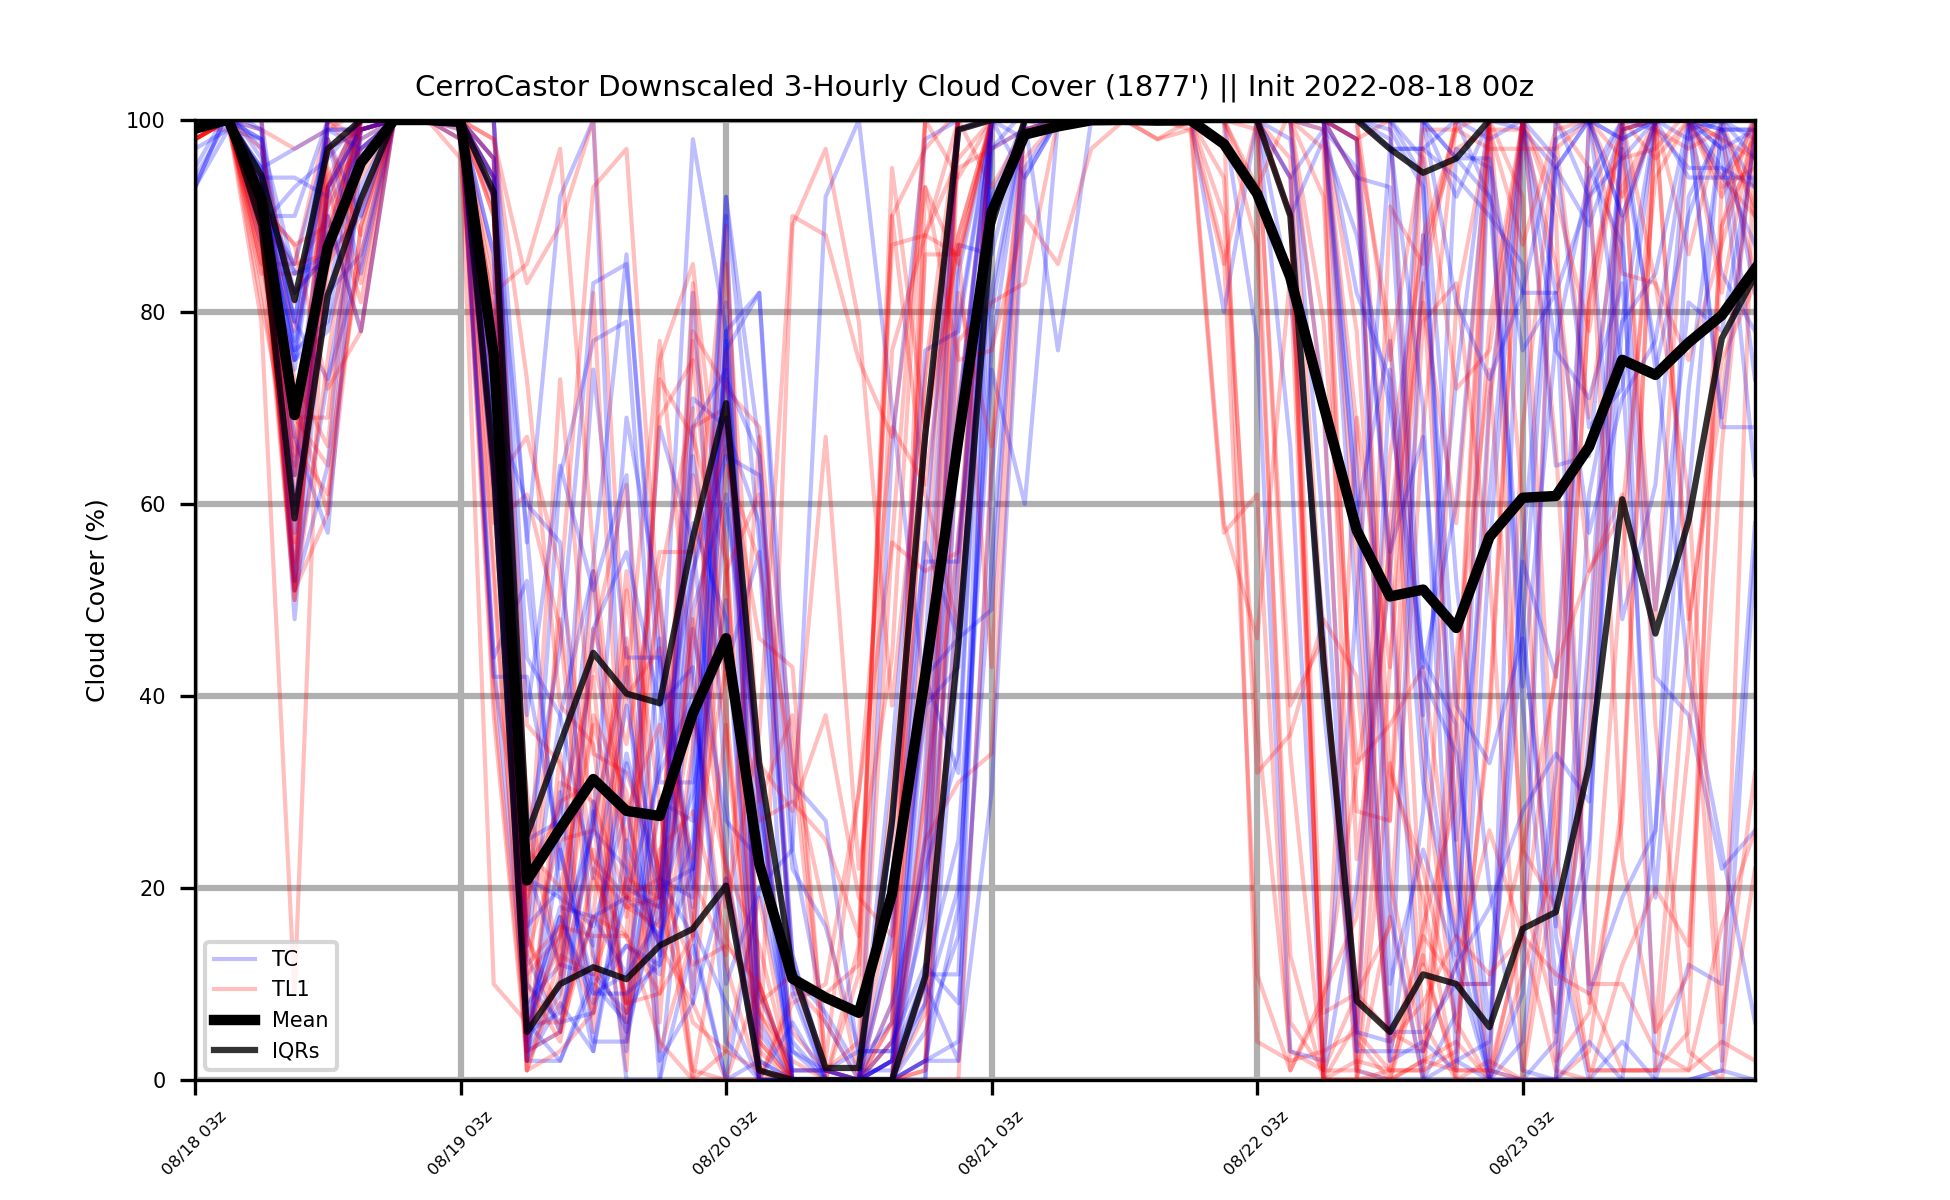 CerroCastor Downscaled 3-Hourly Cloud Cover (1877') || Init 2022-08-18 00z
Cloud Cover (%)
100
80
60
40
20
0
TC
TL1
Mean
IQRs
08/18 03z
08/19 03z
08/20 03z
08/21 03z
08/22 03z
08/23 03z